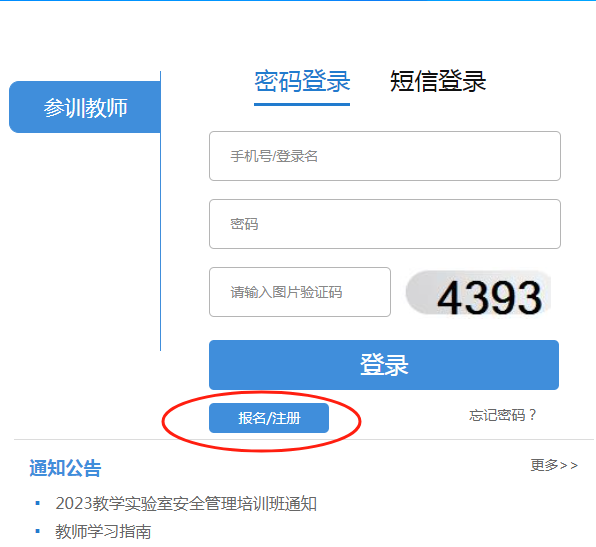 密码登录 短信登录
参训教师
手机号/登录名
密码
请输入图片验证码 4393
登录
报名/注册 忘记密码？
通知公告 更多>>
2023教学实验室安全管理培训班通知
教师学习指南